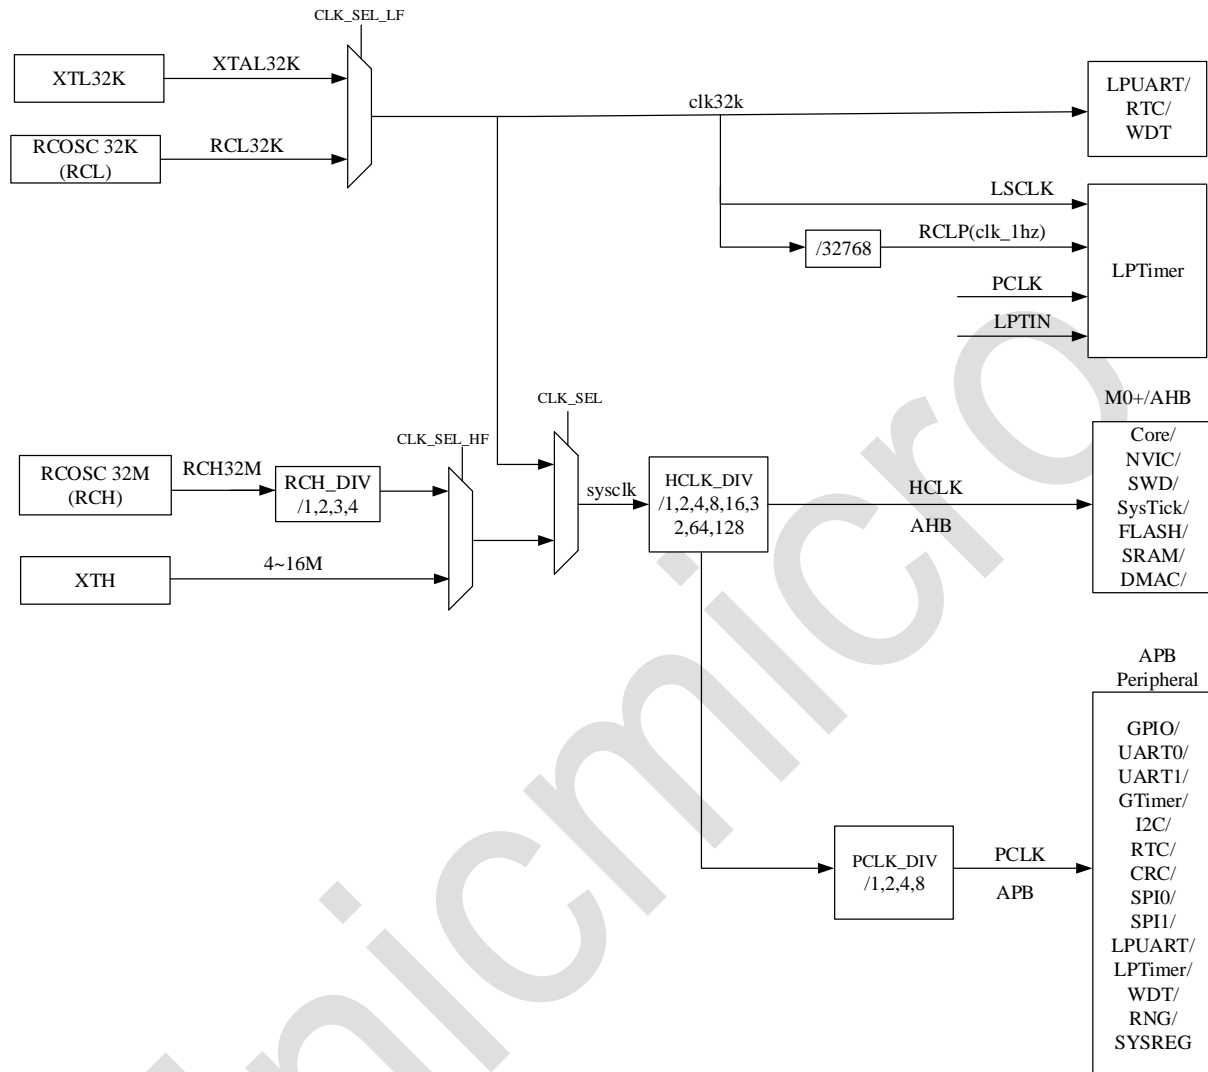 CLK_SEL_LF
XTL32K
XTAL32K
RCOSC 32K
(RCL)
RCL32K
clk32k
LPUART/
RTC/
WDT
LSCLK
/32768
RCLP(clk_1hz)
PCLK
LPTIN
LPTimer
CLK_SEL
CLK_SEL_HF
RCOSC 32M
(RCH)
RCH32M
RCH_DIV
/1,2,3,4
XTH
4~16M
sysclk
HCLK_DIV
/1,2,4,8,16,3
2,64,128
HCLK
AHB
M0+/AHB
Core/
NVIC/
SWD/
SysTick/
FLASH/
SRAM/
DMAC/
PCLK_DIV
/1,2,4,8
PCLK
APB
APB
Peripheral
GPIO/
UART0/
UART1/
GTimer/
I2C/
RTC/
CRC/
SPI0/
SPI1/
LPUART/
LPTimer/
WDT/
RNG/
SYSREG
nicmicro